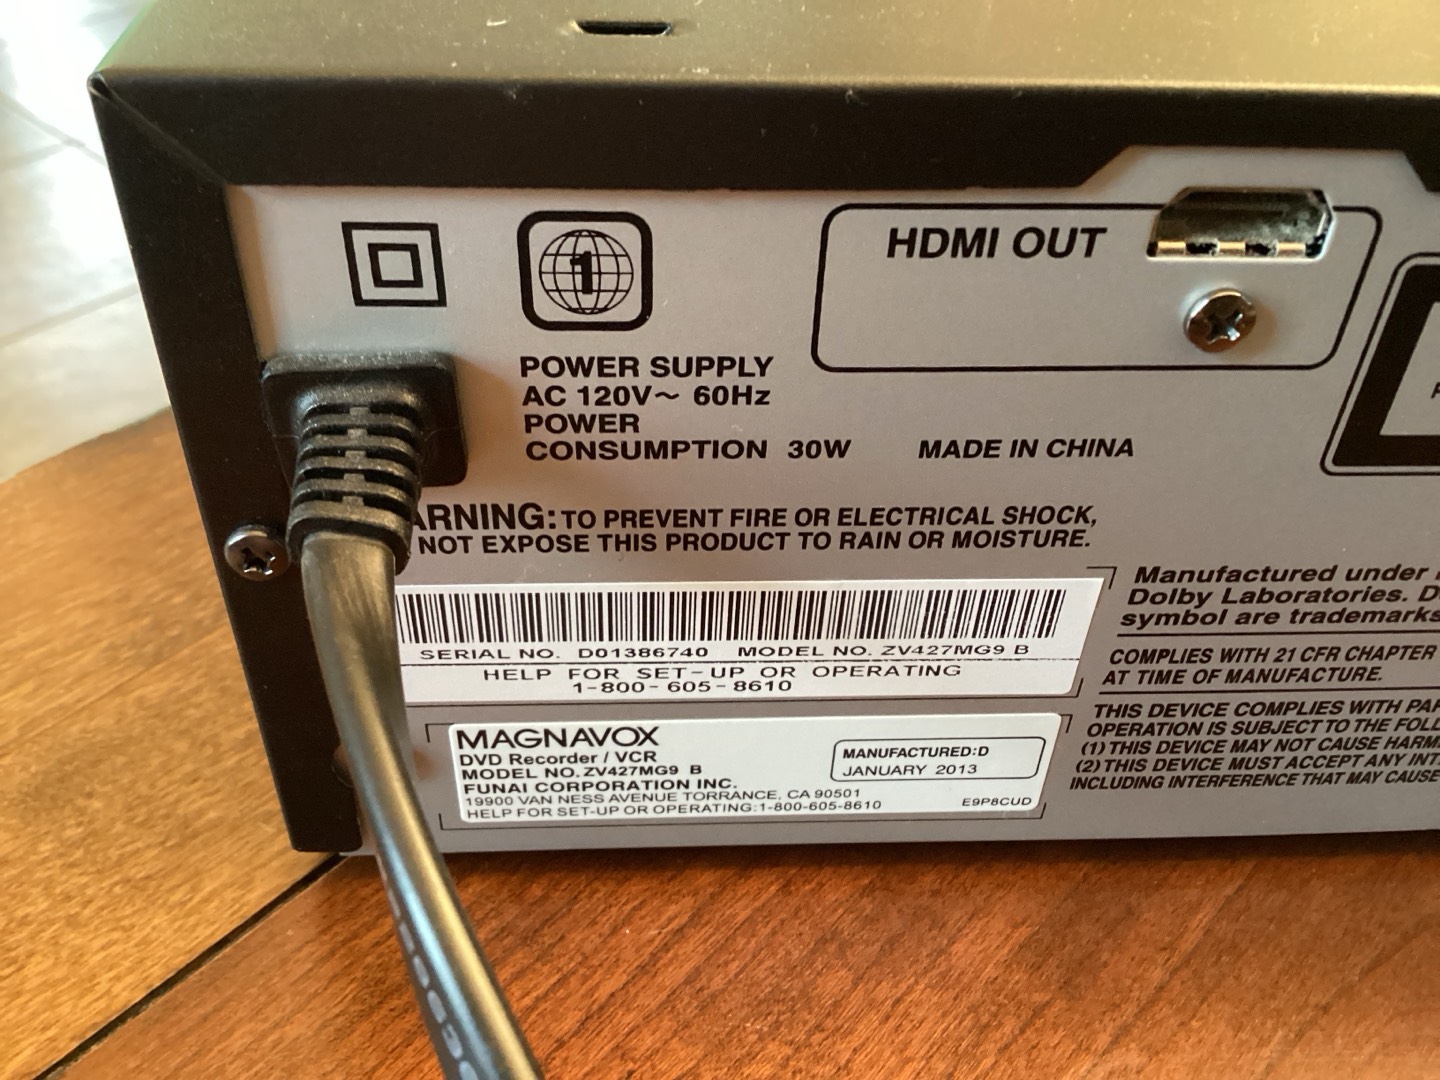 1
HDMI OUT
POWER SUPPLY
AC 120V~ 60Hz
POWER
CONSUMPTION 30W
MADE IN CHINA
ARNING: TO PREVENT FIRE OR ELECTRICAL SHOCK,
NOT EXPOSE THIS PRODUCT TO RAIN OR MOISTURE.
SERIAL NO. D01386740 MODEL NO. ZV427MG9 B
HELP FOR SET-UP OR OPERATING
1-800-605-8610
MAGNAVOX
DVD Recorder / VCR
MODEL NO. ZV427MG9 B
FUNAI CORPORATION INC.
19900 VAN NESS AVENUE TORRANCE, CA 90501
HELP FOR SET-UP OR OPERATING:1-800-605-8610
MANUFACTURED:D
JANUARY 2013
E9P8CUD
Manufactured under
Dolby Laboratories.
symbol are trademarks
COMPLIES WITH 21 CFR CHAPTER
AT TIME OF MANUFACTURE.
THIS DEVICE COMPLIES WITH
OPERATION IS SUBJECT TO THE
(1) THIS DEVICE MAY NOT CAUSE
(2) THIS DEVICE MUST ACCEPT ANY
INCLUDING INTERFERENCE THAT MAY CAUSE